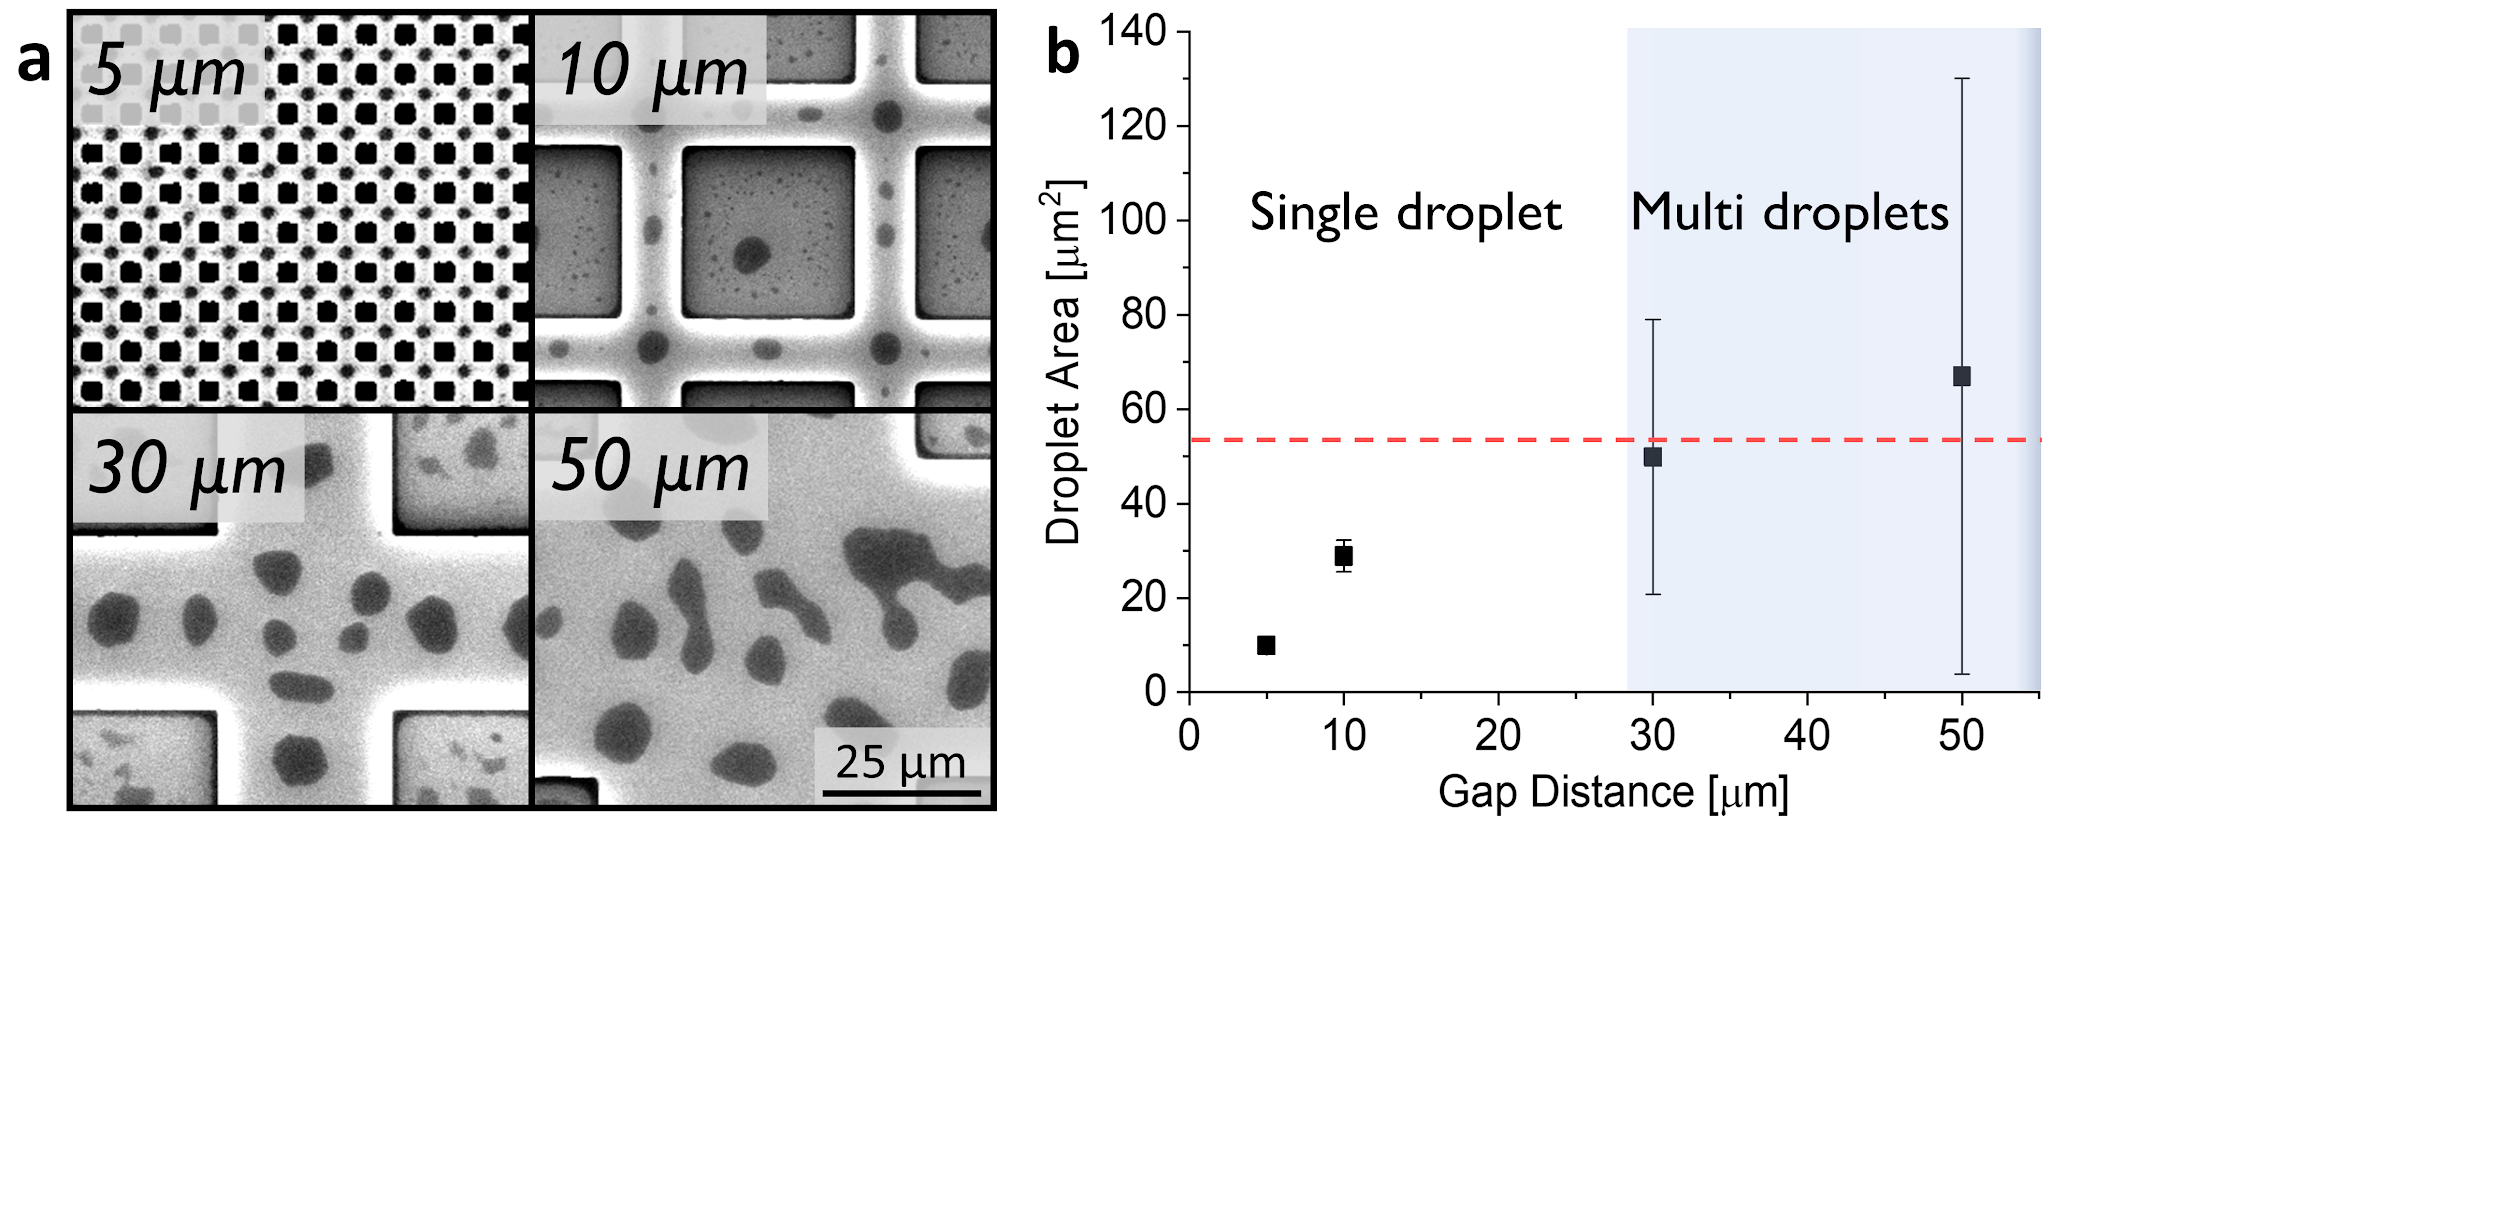 a
5 µm
10 µm
30 µm
50 µm
25 µm
b
Droplet Area [µm²]
140
120
100
80
60
40
20
0
Single droplet
Multi droplets
0 10 20 30 40 50
Gap Distance [µm]